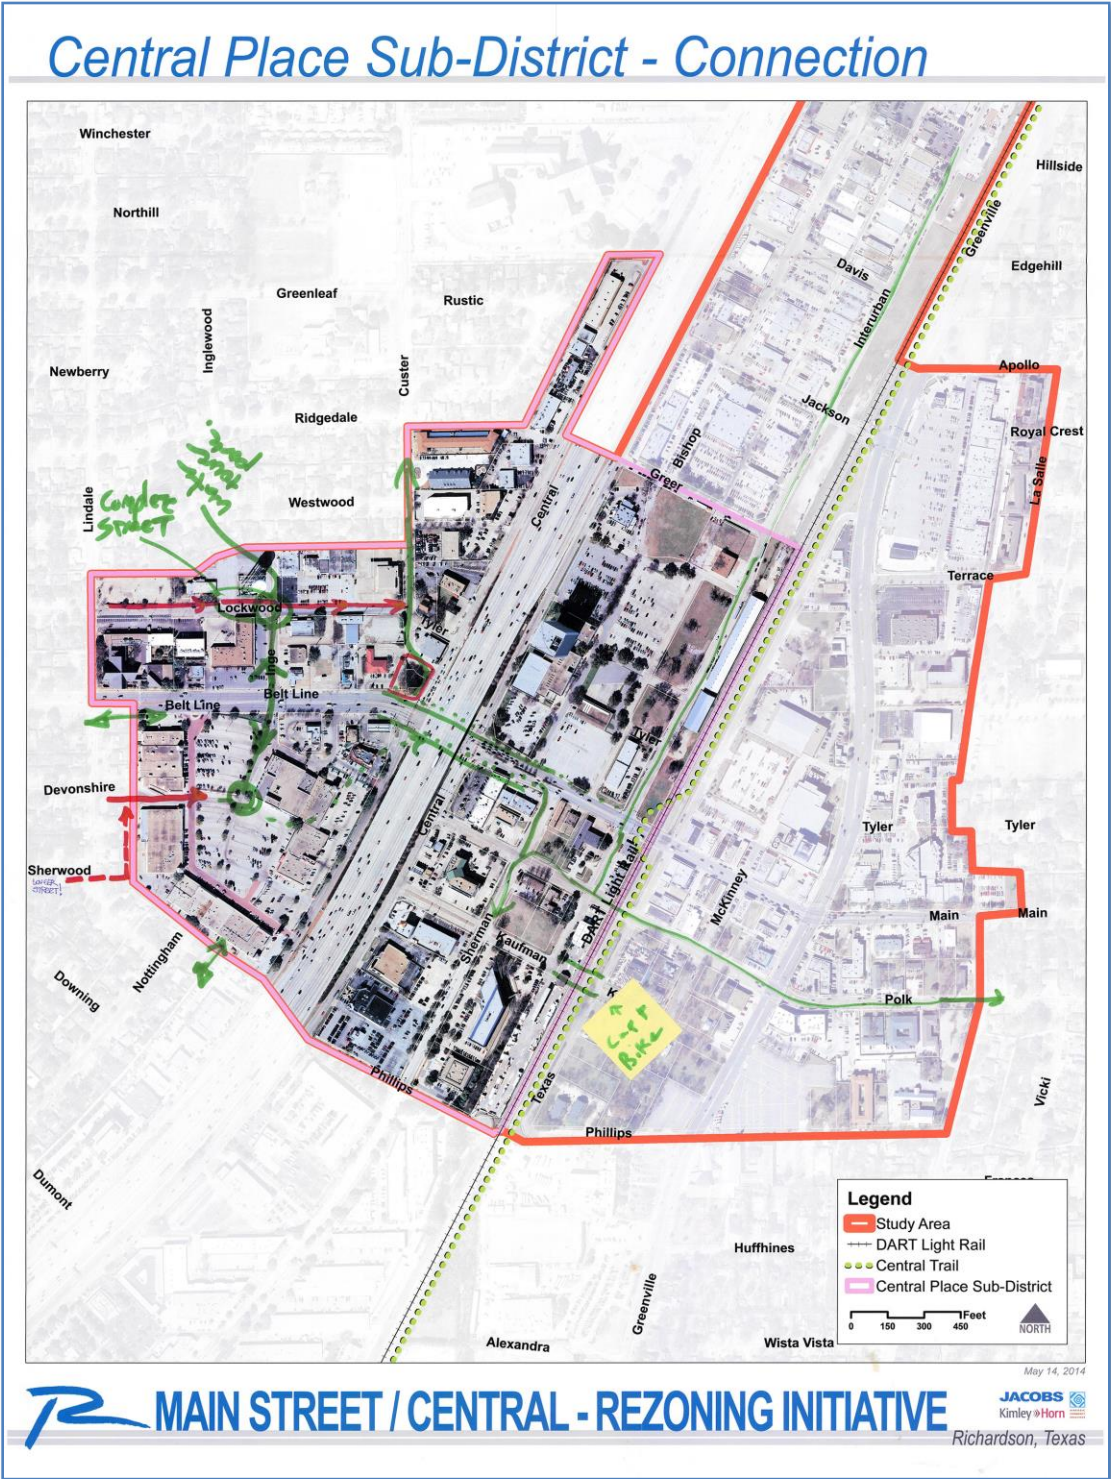 Central Place Sub-District - Connection
Winchester
Northill
Hillside
Greenville
Davis
Edgehill
Greenleaf
Rustic
Interurban
Inglewood
Newberry
Custer
Apollo
Ridgedale
Jackson
Bishop
Royal Crest
Greer
La Salle
Lindale
Westwood
Central
Complete
Street
Terrace
Lockwood
Tyler
Inge
Belt Line
Belt Line
Tyler
Devonshire
Central
Tyler
Tyler
Sherwood
DART Light Rail
McKinney
Main
Main
Sherman
Kaufman
Nottingham
Downing
K
Polk
Bike
Phillips
Texas
Vicki
Phillips
Dumont
Frances
Huffhines
Greenville
Alexandra
Wista Vista
Legend
Study Area
DART Light Rail
Central Trail
Central Place Sub-District
Feet
0 150 300 450
NORTH
May 14, 2014
R MAIN STREET / CENTRAL - REZONING INITIATIVE
JACOBS
Kimley»Horn
Richardson, Texas